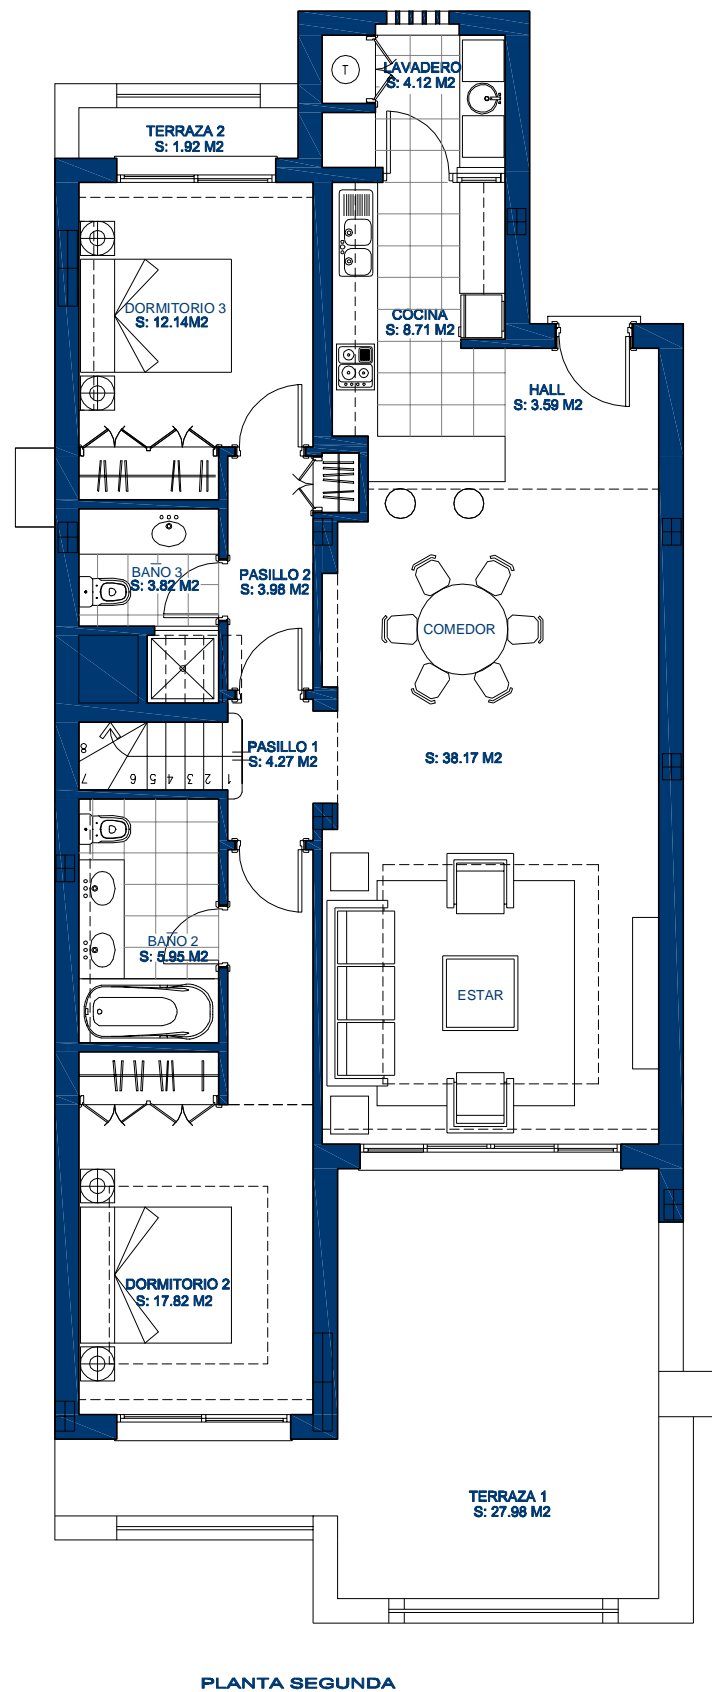 T
LAVADERO
S: 4.12 M2
TERRAZA 2
S: 1.92 M2
DORMITORIO 3
S: 12.14M2
COCINA
S: 8.71 M2
HALL
S: 3.59 M2
BAÑO 3
S: 3.82 M2
PASILLO 2
S: 3.98 M2
COMEDOR
PASILLO 1
S: 4.27 M2
S: 38.17 M2
8
7 6 5 4 3 2 1
BAÑO 2
S: 5.95 M2
ESTAR
DORMITORIO 2
S: 17.82 M2
TERRAZA 1
S: 27.98 M2
PLANTA SEGUNDA